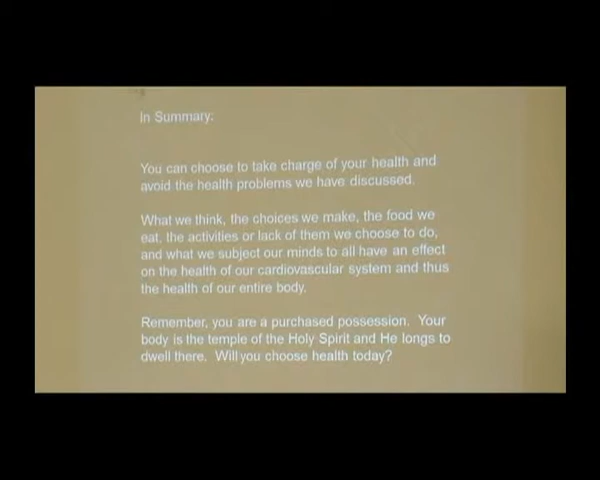 In Summary:
You can choose to take charge of your health and
avoid the health problems we have discussed.
What we think, the choices we make, the food we
eat, the activities or lack of them we choose to do,
and what we subject our minds to all have an effect
on the health of our cardiovascular system and thus
the health of our entire body.
Remember, you are a purchased possession. Your
body is the temple of the Holy Spirit and He longs to
dwell there. Will you choose health today?